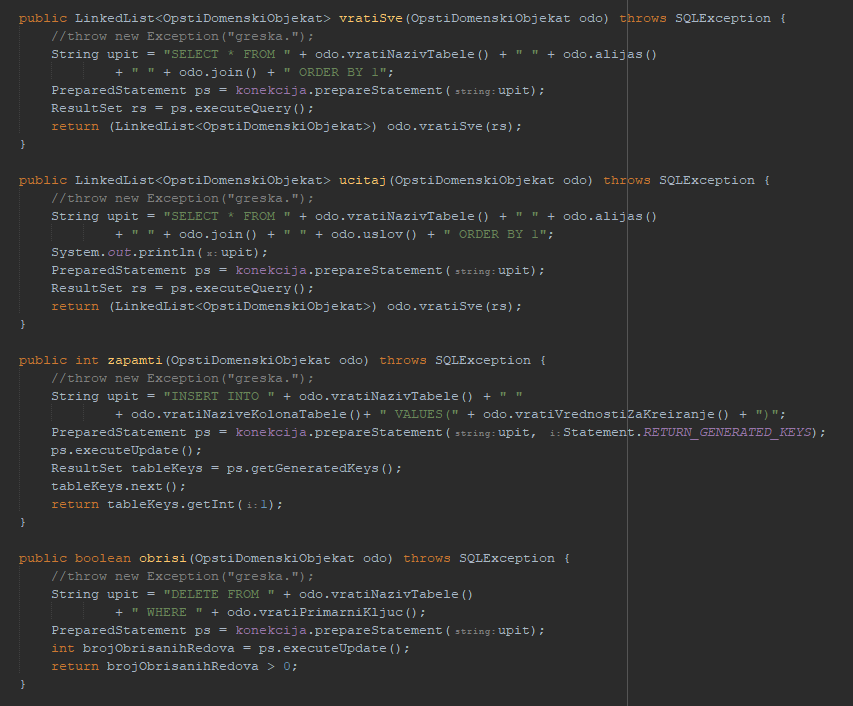 public LinkedList<OpstiDomenskiObjekat> vratiSve(OpstiDomenskiObjekat odo) throws SQLException {
//throw new Exception("greska.");
String upit = "SELECT * FROM " + odo.vratiNazivTabele() + " " + odo.alijas()
+ " " + odo.join() + " ORDER BY 1";
PreparedStatement ps = konekcija.prepareStatement(string:upit);
ResultSet rs = ps.executeQuery();
return (LinkedList<OpstiDomenskiObjekat>) odo.vratiSve(rs);
}
public LinkedList<OpstiDomenskiObjekat> ucitaj(OpstiDomenskiObjekat odo) throws SQLException {
//throw new Exception("greska.");
String upit = "SELECT * FROM " + odo.vratiNazivTabele() + " " + odo.alijas()
+ " " + odo.join() + " " + odo.uslov() + " ORDER BY 1";
System.out.println(x:upit);
PreparedStatement ps = konekcija.prepareStatement(string:upit);
ResultSet rs = ps.executeQuery();
return (LinkedList<OpstiDomenskiObjekat>) odo.vratiSve(rs);
}
public int zapamti(OpstiDomenskiObjekat odo) throws SQLException {
//throw new Exception("greska.");
String upit = "INSERT INTO " + odo.vratiNazivTabele() + " "
+ odo.vratiNaziveKolonaTabele()+ " VALUES(" + odo.vratiVrednostiZaKreiranje() + ")";
PreparedStatement ps = konekcija.prepareStatement(string:upit, i:Statement.RETURN_GENERATED_KEYS);
ps.executeUpdate();
ResultSet tableKeys = ps.getGeneratedKeys();
tableKeys.next();
return tableKeys.getInt(i:1);
}
public boolean obrisi(OpstiDomenskiObjekat odo) throws SQLException {
//throw new Exception("greska.");
String upit = "DELETE FROM " + odo.vratiNazivTabele()
+ " WHERE " + odo.vratiPrimarniKljuc();
PreparedStatement ps = konekcija.prepareStatement(string:upit);
int brojObrisanihRedova = ps.executeUpdate();
return brojObrisanihRedova > 0;
}